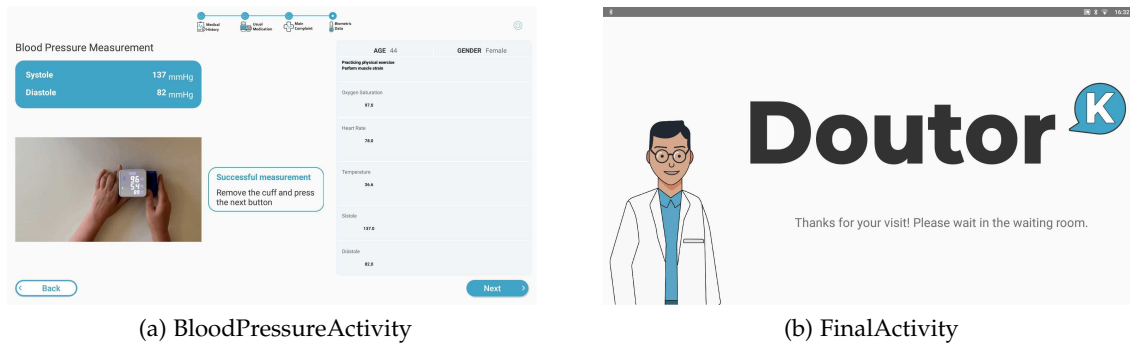 Medical
History
Usual
Medication
Main
Complaint
Biometric
Data
Blood Pressure Measurement
Systole 137 mmHg
Diastole 82 mmHg
Successful measurement
Remove the cuff and press
the next button
AGE 44 GENDER Female
Practicing physical exercise
Perform muscle strain
Oxygen Saturation
97.0
Heart Rate
78.0
Temperature
36.6
Sistole
137.0
Diástole
82.0
Back
Next
(a) BloodPressureActivity
16:32
Doutor K
Thanks for your visit! Please wait in the waiting room.
(b) FinalActivity